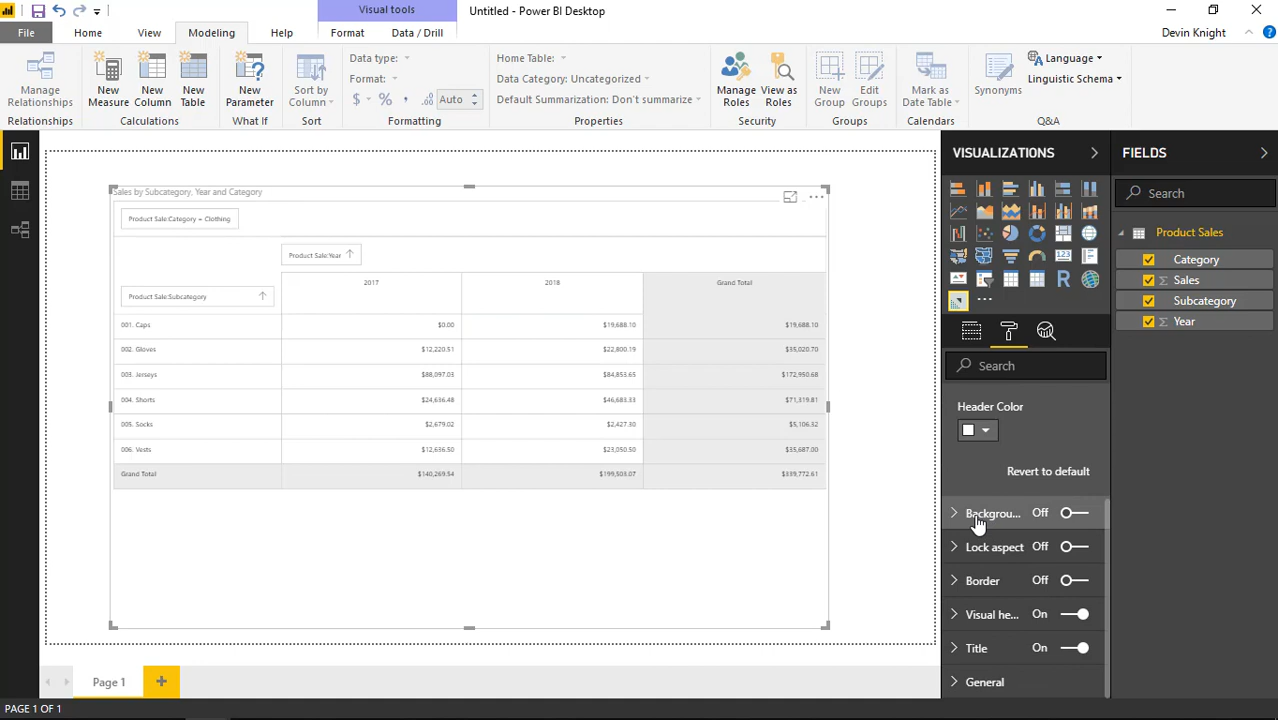 Visual tools
Untitled - Power BI Desktop
File
Home
View
Modeling
Help
Format
Data / Drill
Devin Knight
Manage
Relationships
New
Measure
New
Column
New
Table
New
Parameter
Sort by
Column
Data type:
Format:
$
%
,
Auto
Home Table:
Data Category: Uncategorized
Default Summarization: Don't summarize
Manage
Roles
View as
Roles
New
Group
Edit
Groups
Mark as
Date Table
Synonyms
Language
Linguistic Schema
Relationships
Calculations
What If
Sort
Formatting
Properties
Security
Groups
Calendars
Q&A
Sales by Subcategory, Year and Category
Product Sale:Category = Clothing
Product Sale:Year
Product Sale:Subcategory
2017 2018 Grand Total
001. Caps $0.00 $19,688.10 $19,688.10
002. Gloves $12,220.51 $22,800.19 $35,020.70
003. Jerseys $88,097.03 $84,853.65 $172,950.68
004. Shorts $24,636.48 $46,683.33 $71,319.81
005. Socks $2,679.02 $2,427.30 $5,106.32
006. Vests $12,636.50 $23,050.50 $35,687.00
Grand Total $140,269.54 $199,503.07 $339,772.61
VISUALIZATIONS
Search
Header Color
Revert to default
Backgrou... Off
Lock aspect Off
Border Off
Visual he... On
Title On
General
FIELDS
Search
Product Sales
Category
Σ Sales
Subcategory
Σ Year
Page 1
PAGE 1 OF 1